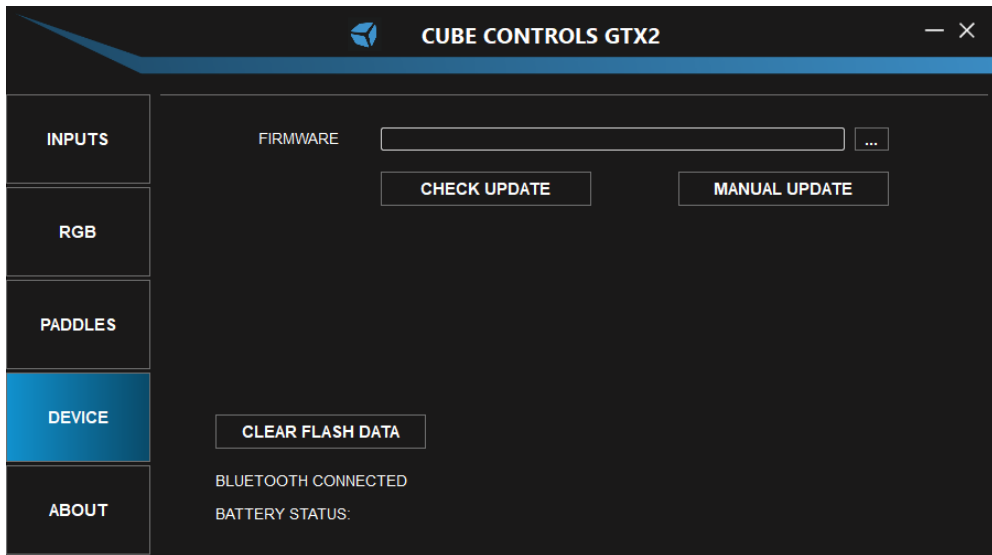 CUBE CONTROLS GTX2
INPUTS
RGB
PADDLES
DEVICE
ABOUT
FIRMWARE
...
CHECK UPDATE
MANUAL UPDATE
CLEAR FLASH DATA
BLUETOOTH CONNECTED
BATTERY STATUS: